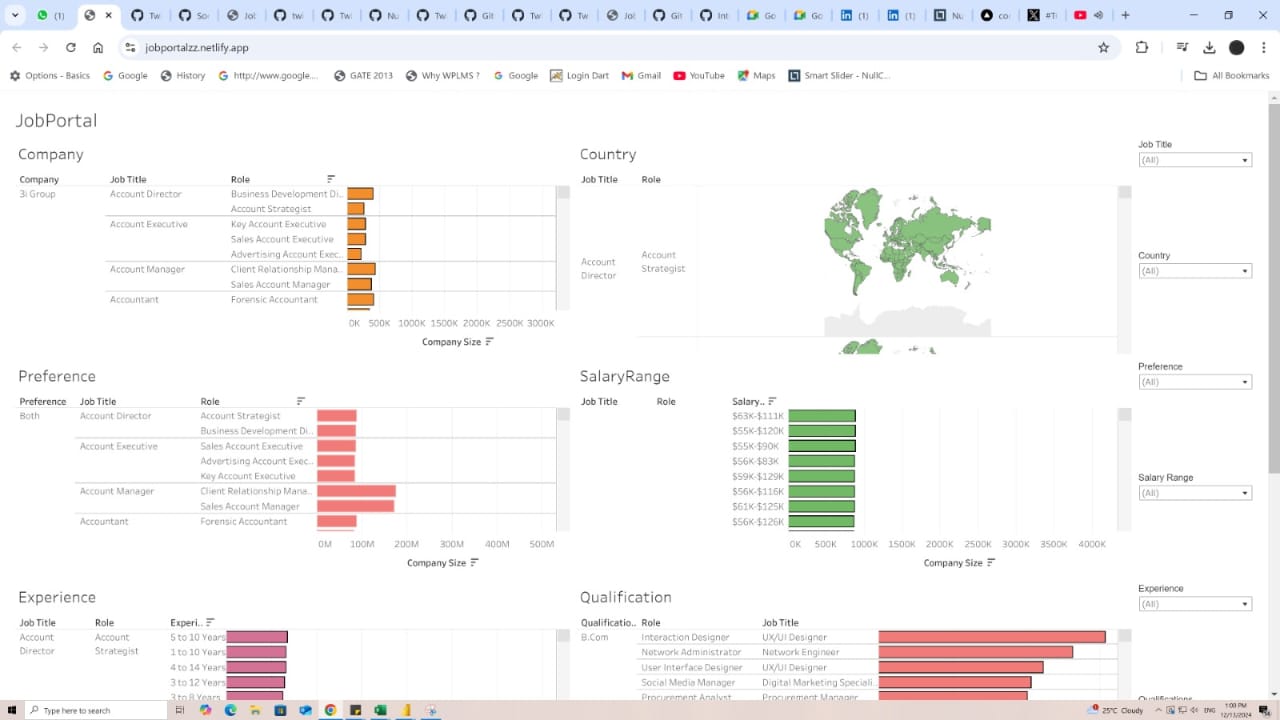 (1)
Tw
So
Jol
twi
Tw
Nu
Tw
Git
Tw
Tw
Jol
Git
Int
Go
Go
(1)
(1)
Nu
co
#Ti
jobportalzz.netlify.app
Options - Basics
Google
History
http://www.google....
GATE 2013
Why WPLMS ?
Google
Login Dart
Gmail
YouTube
Maps
Smart Slider - NullC...
All Bookmarks
JobPortal
Company
Company Job Title Role
3i Group Account Director Business Development Di..
Account Strategist
Account Executive Key Account Executive
Sales Account Executive
Advertising Account Exec..
Account Manager Client Relationship Mana..
Sales Account Manager
Accountant Forensic Accountant
0K 500K 1000K 1500K 2000K 2500K 3000K
Company Size
Country
Job Title Role
Account Director
Account Strategist
Job Title
(All)
Country
(All)
Preference
(All)
Salary Range
(All)
Experience
(All)
Qualifications
Preference
Preference Job Title Role
Both Account Director Account Strategist
Business Development Di..
Account Executive Sales Account Executive
Advertising Account Exec..
Key Account Executive
Account Manager Client Relationship Mana..
Sales Account Manager
Accountant Forensic Accountant
0M 100M 200M 300M 400M 500M
Company Size
SalaryRange
Job Title Role Salary..
$63K-$111K
$55K-$120K
$55K-$90K
$56K-$83K
$59K-$129K
$56K-$116K
$61K-$125K
$56K-$126K
0K 500K 1000K 1500K 2000K 2500K 3000K 3500K 4000K
Company Size
Experience
Job Title Role Experi..
Account Director
Account Strategist
5 to 10 Years
1 to 10 Years
4 to 14 Years
3 to 12 Years
3 to 8 Years
Qualification
Qualificatio.. Role Job Title
B.Com Interaction Designer UX/UI Designer
Network Administrator Network Engineer
User Interface Designer UX/UI Designer
Social Media Manager Digital Marketing Speciali..
Procurement Analyst Procurement Manager
Type here to search
25°C Cloudy
ENG
1:03 PM
12/13/2024